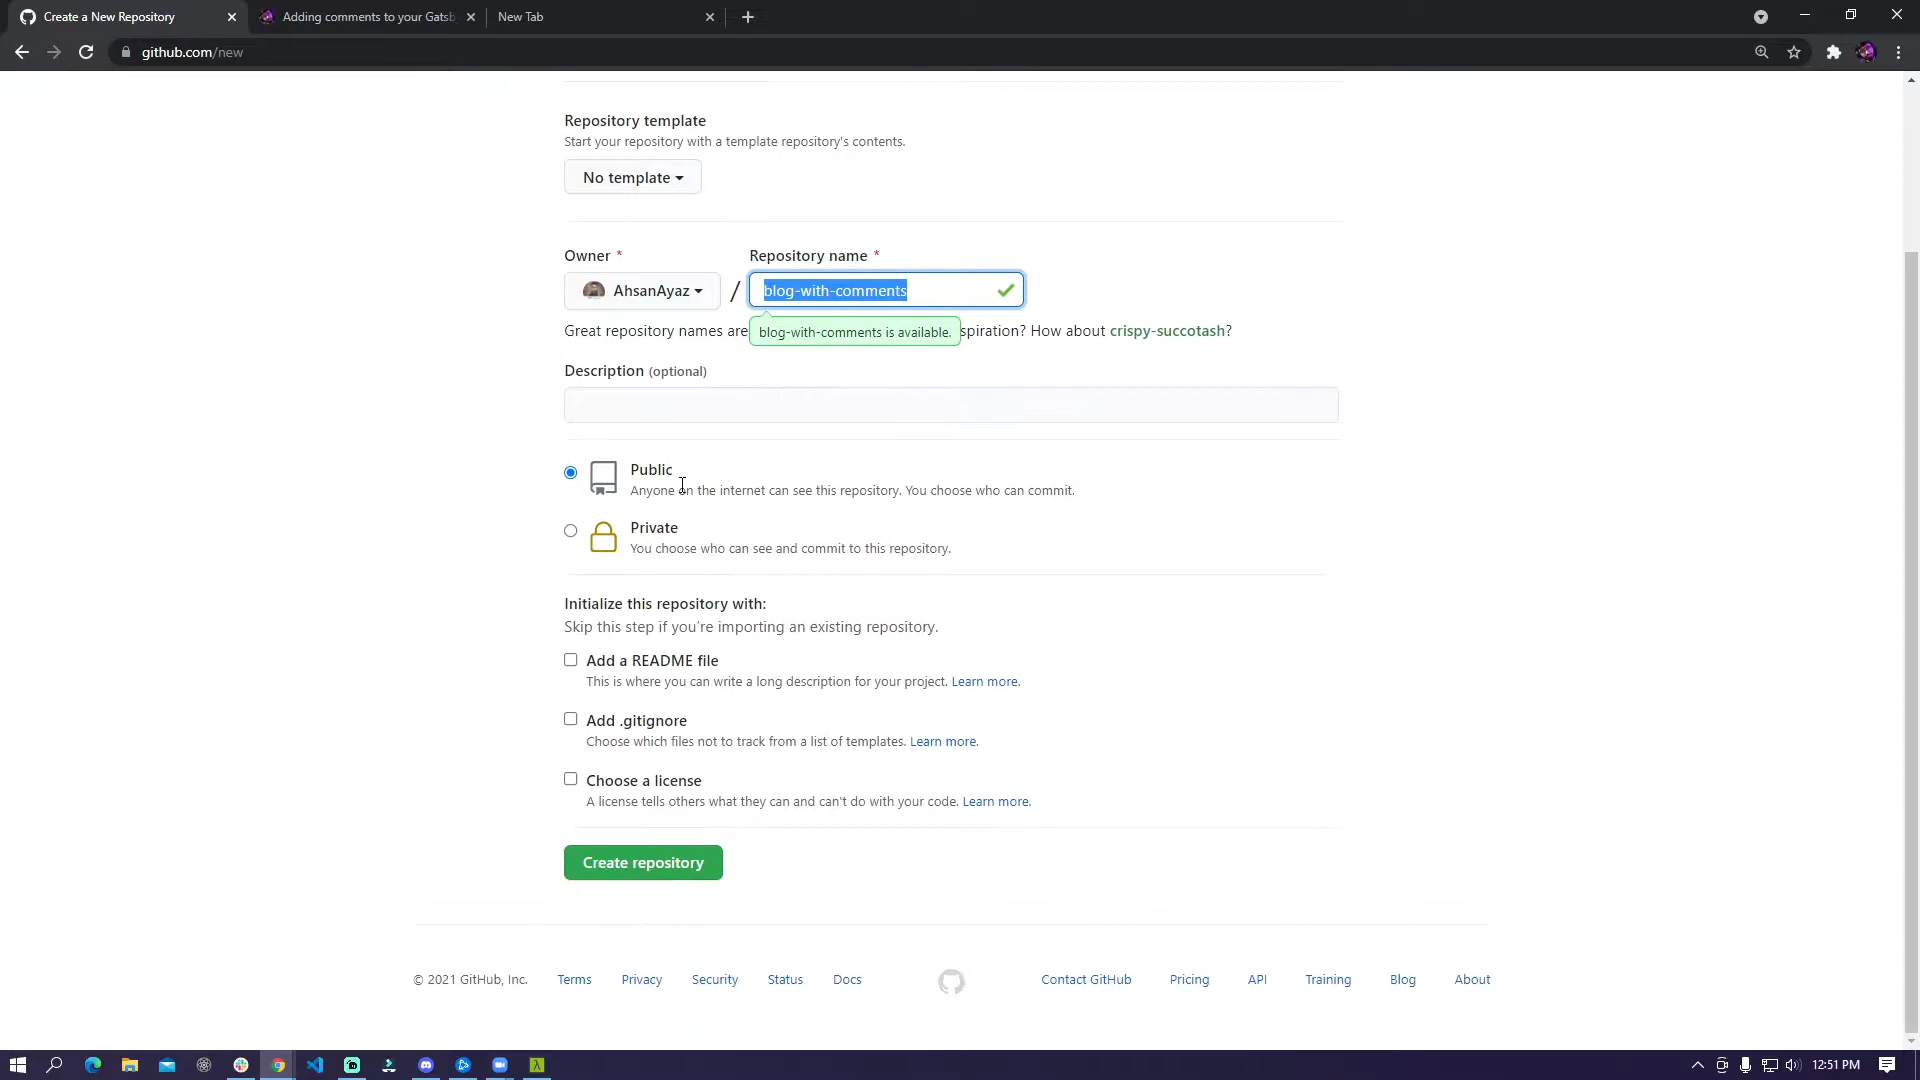 Create a New Repository
Adding comments to your Gatsb
New Tab
github.com/new
Repository template
Start your repository with a template repository's contents.
No template
Owner *
Repository name *
AhsanAyaz
/
blog-with-comments
Great repository names are
blog-with-comments is available.
spiration? How about crispy-succotash?
Description (optional)
Public
Anyone on the internet can see this repository. You choose who can commit.
Private
You choose who can see and commit to this repository.
Initialize this repository with:
Skip this step if you’re importing an existing repository.
Add a README file
This is where you can write a long description for your project. Learn more.
Add .gitignore
Choose which files not to track from a list of templates. Learn more.
Choose a license
A license tells others what they can and can't do with your code. Learn more.
Create repository
© 2021 GitHub, Inc.
Terms
Privacy
Security
Status
Docs
Contact GitHub
Pricing
API
Training
Blog
About
12:51 PM